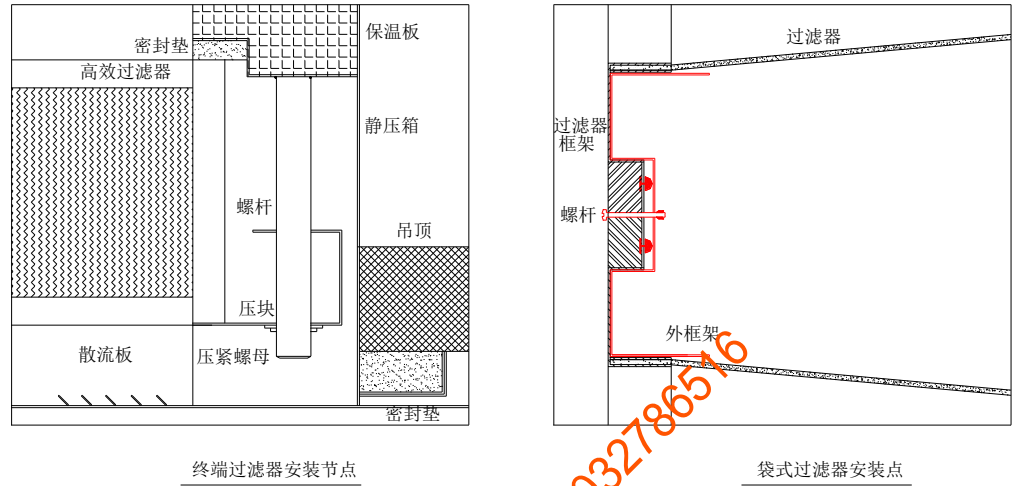 密封垫
保温板
高效过滤器
静压箱
螺杆
吊顶
压块
散流板
压紧螺母
密封垫
终端过滤器安装节点
过滤器
过滤器
框架
螺杆
外框架
袋式过滤器安装点